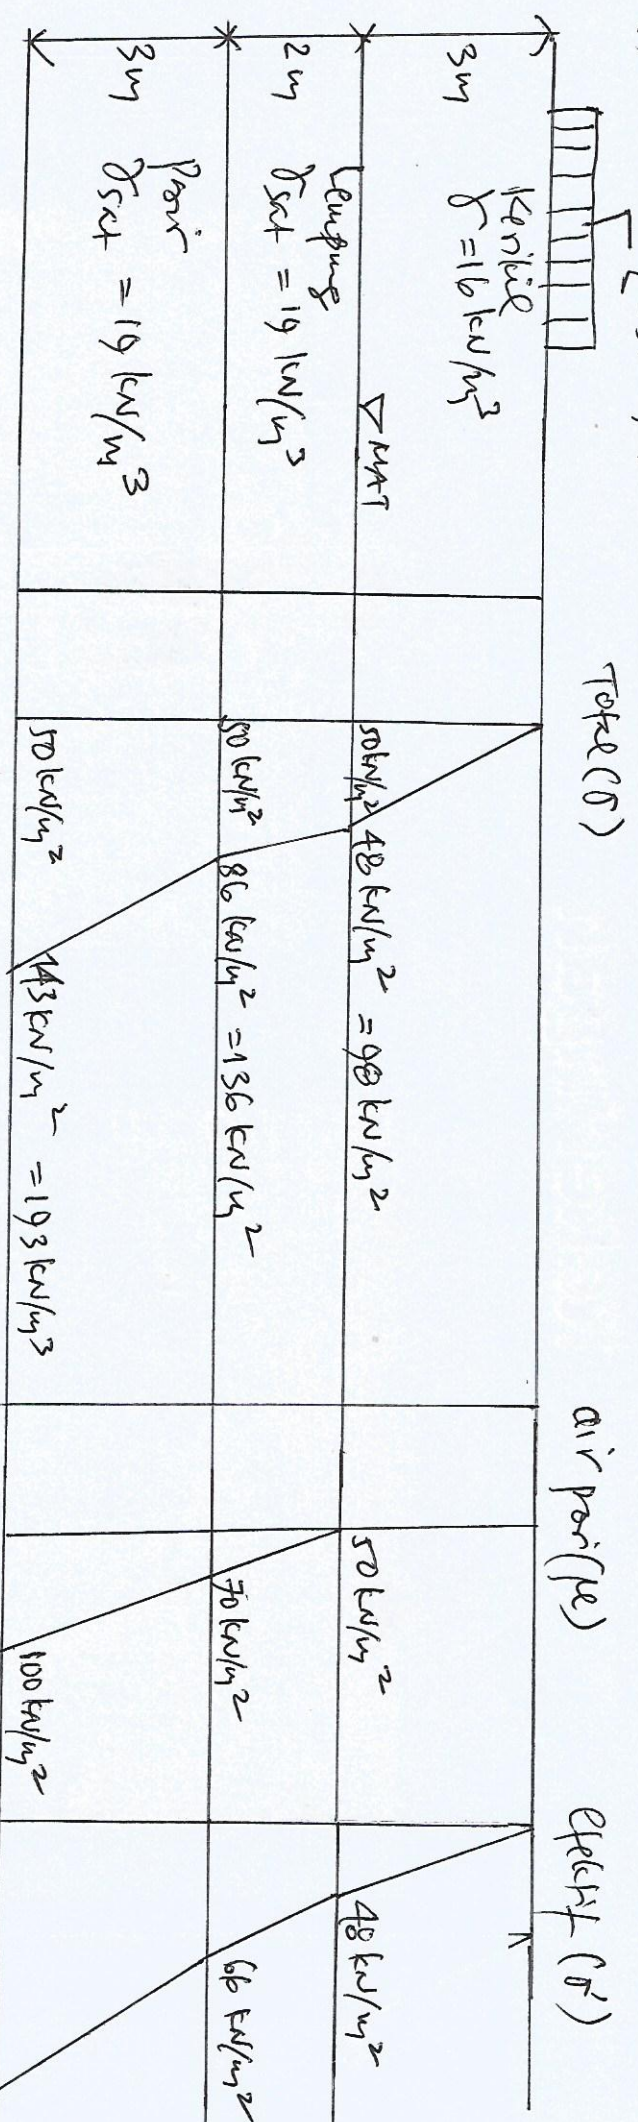 Total (σ)
air pori (μ)
efektif (σ')
3m
Kerikil
γ = 16 kN/m³
▽ MAT
50 kN/m² 48 kN/m² = 98 kN/m²
50 kN/m²
48 kN/m²
2m
Lempung
γsat = 19 kN/m³
50 kN/m² 86 kN/m² = 136 kN/m²
70 kN/m²
66 kN/m²
3m
Pasir
γsat = 19 kN/m³
50 kN/m² 143 kN/m² = 193 kN/m³
100 kN/m²